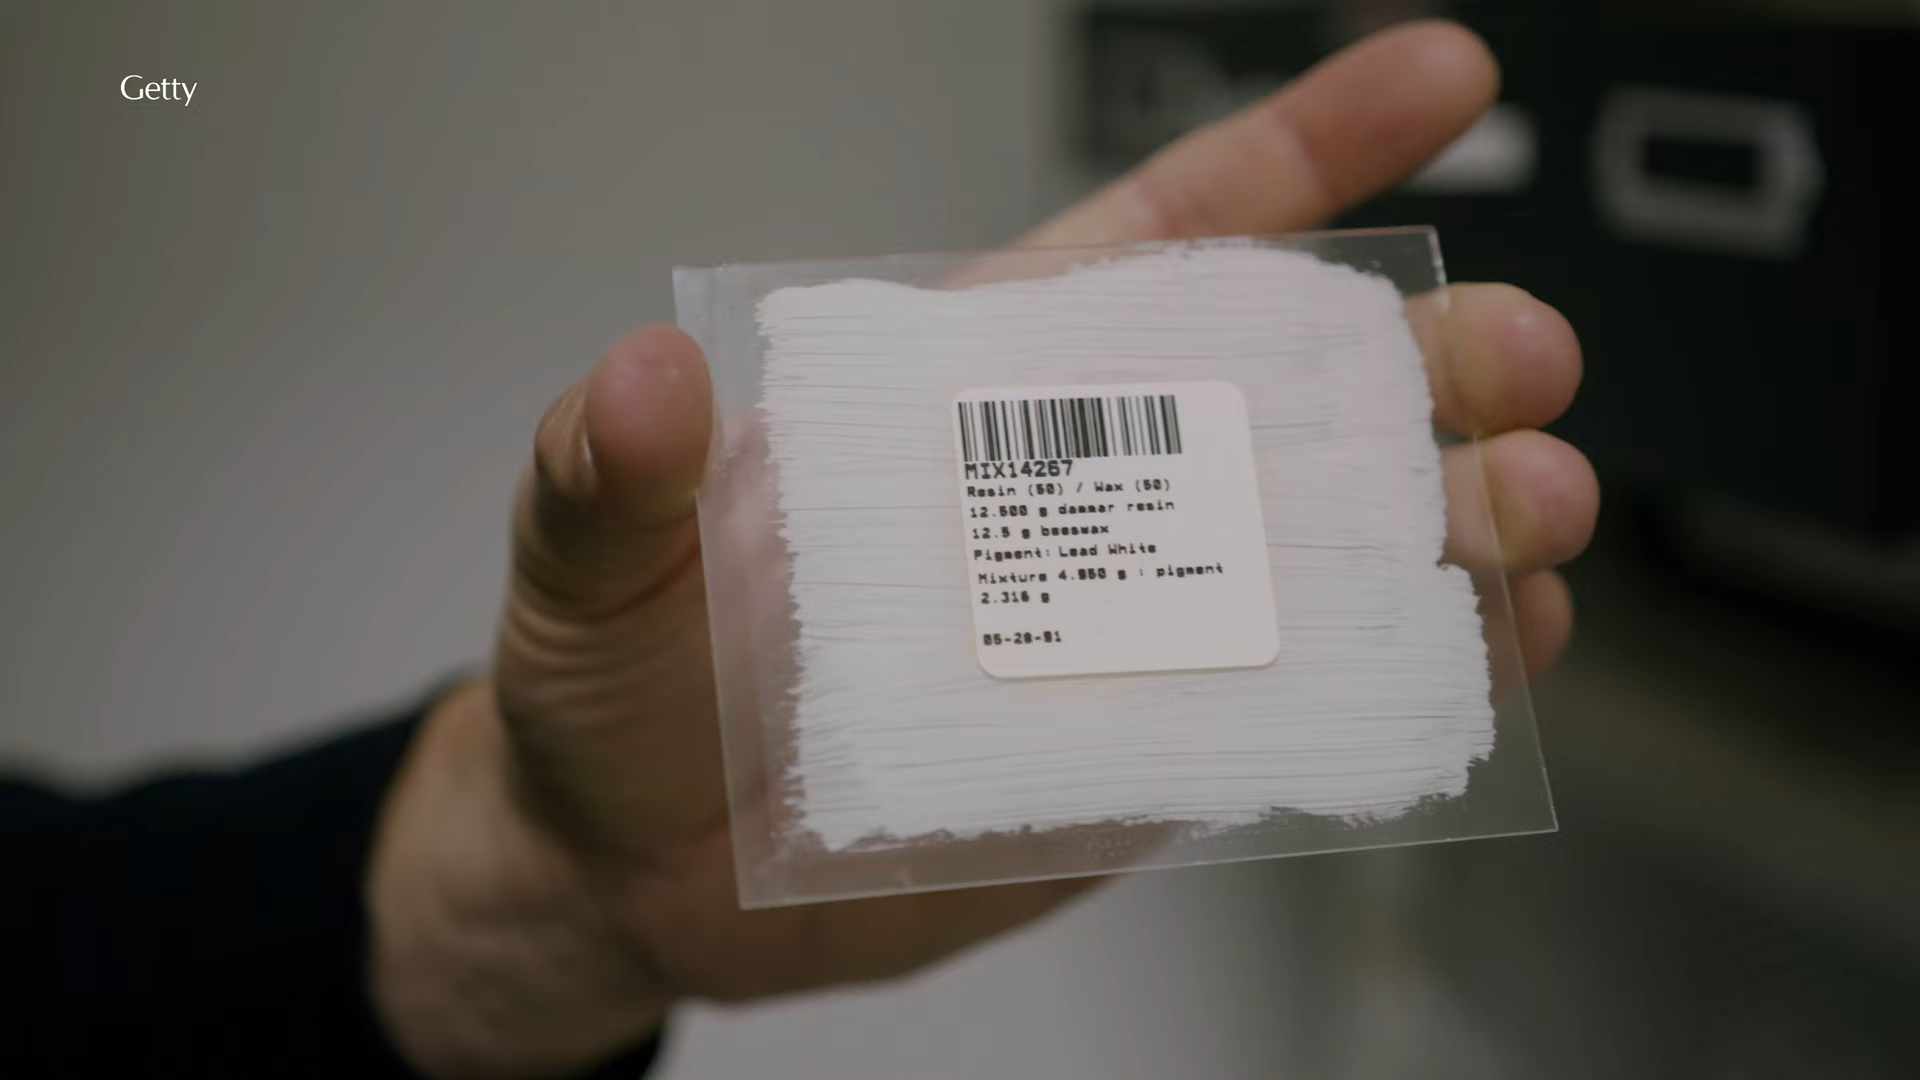 Getty
MIX14267
Resin (50) / Wax (50)
12.500 g dammar resin
12.5 g beeswax
Pigment: Lead White
Mixture 4.950 g : pigment
2.316 g
05-28-91